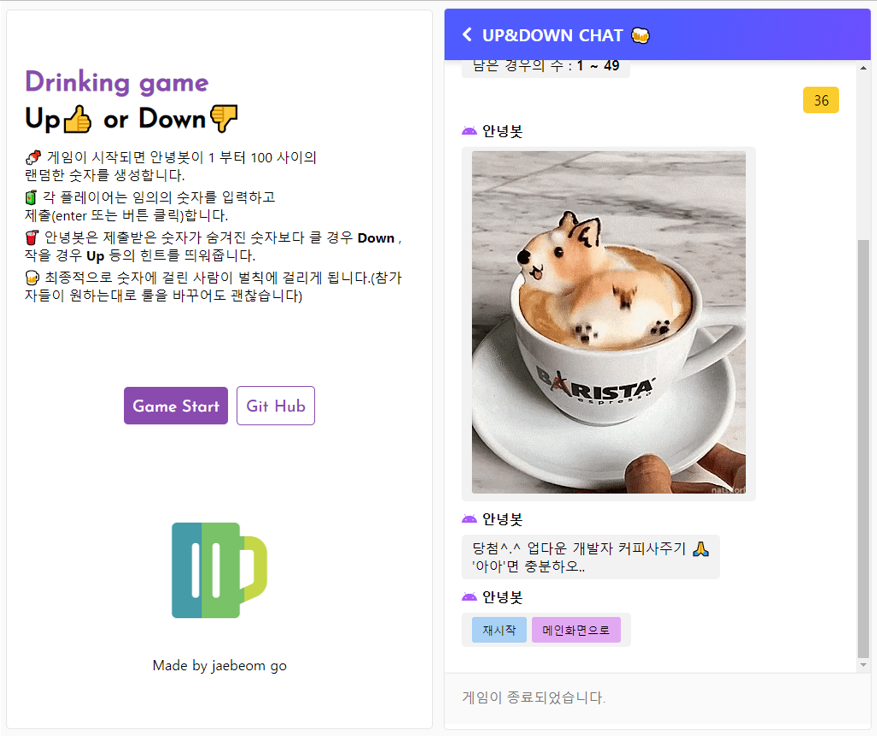 Drinking game
Up👍 or Down👎
게임이 시작되면 안녕봇이 1 부터 100 사이의
랜덤한 숫자를 생성합니다.
각 플레이어는 임의의 숫자를 입력하고
제출(enter 또는 버튼 클릭)합니다.
안녕봇은 제출받은 숫자가 숨겨진 숫자보다 클 경우 Down ,
작을 경우 Up 등의 힌트를 띄워줍니다.
최종적으로 숫자에 걸린 사람이 벌칙에 걸리게 됩니다.(참가
자들이 원하는대로 룰을 바꾸어도 괜찮습니다)
Game Start
Git Hub
Made by jaebeom go
UP&DOWN CHAT 🍻
남은 경우의 수 : 1 ~ 49
36
안녕봇
BARISTA
espresso
안녕봇
당첨^.^ 업다운 개발자 커피사주기 🙏
'아아'면 충분하오..
안녕봇
재시작
메인화면으로
게임이 종료되었습니다.